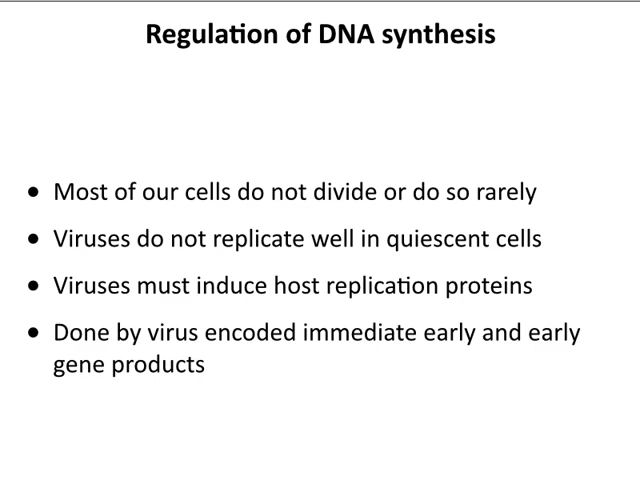 Regulation of DNA synthesis
• Most of our cells do not divide or do so rarely
• Viruses do not replicate well in quiescent cells
• Viruses must induce host replication proteins
• Done by virus encoded immediate early and early
gene products